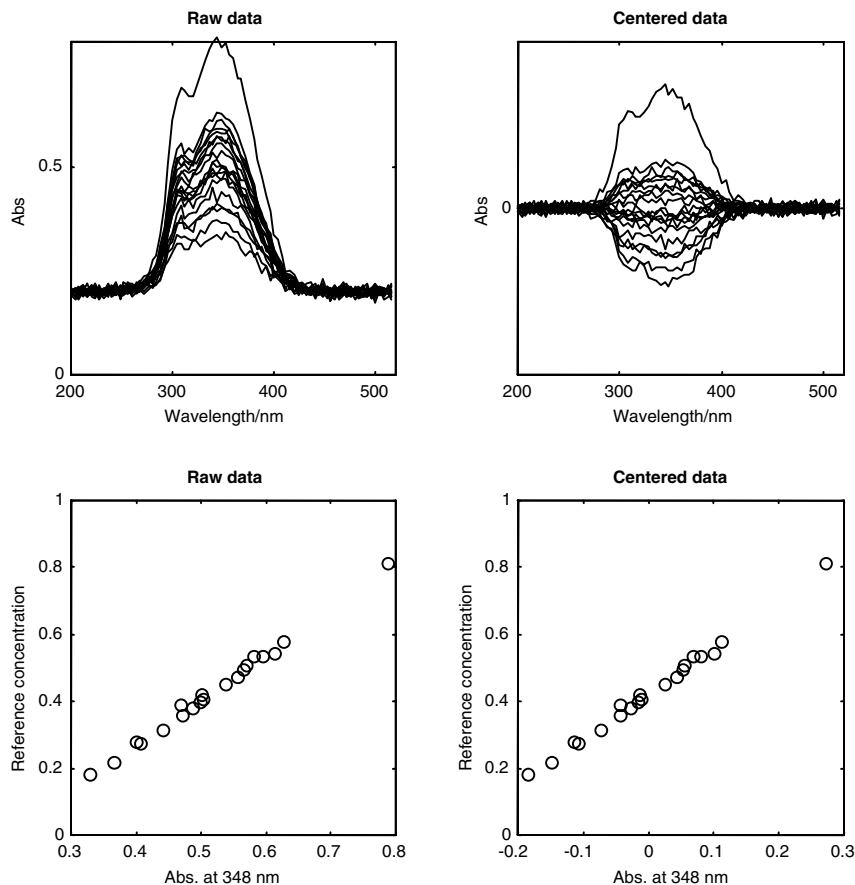 Raw data
Abs
0.5
0
200
300
400
500
Wavelength/nm
Centered data
Abs
0
200
300
400
500
Wavelength/nm
Raw data
Reference concentration
1
0.8
0.6
0.4
0.2
0
0.3
0.4
0.5
0.6
0.7
0.8
Abs. at 348 nm
Centered data
Reference concentration
1
0.8
0.6
0.4
0.2
0
-0.2
-0.1
0
0.1
0.2
0.3
Abs. at 348 nm